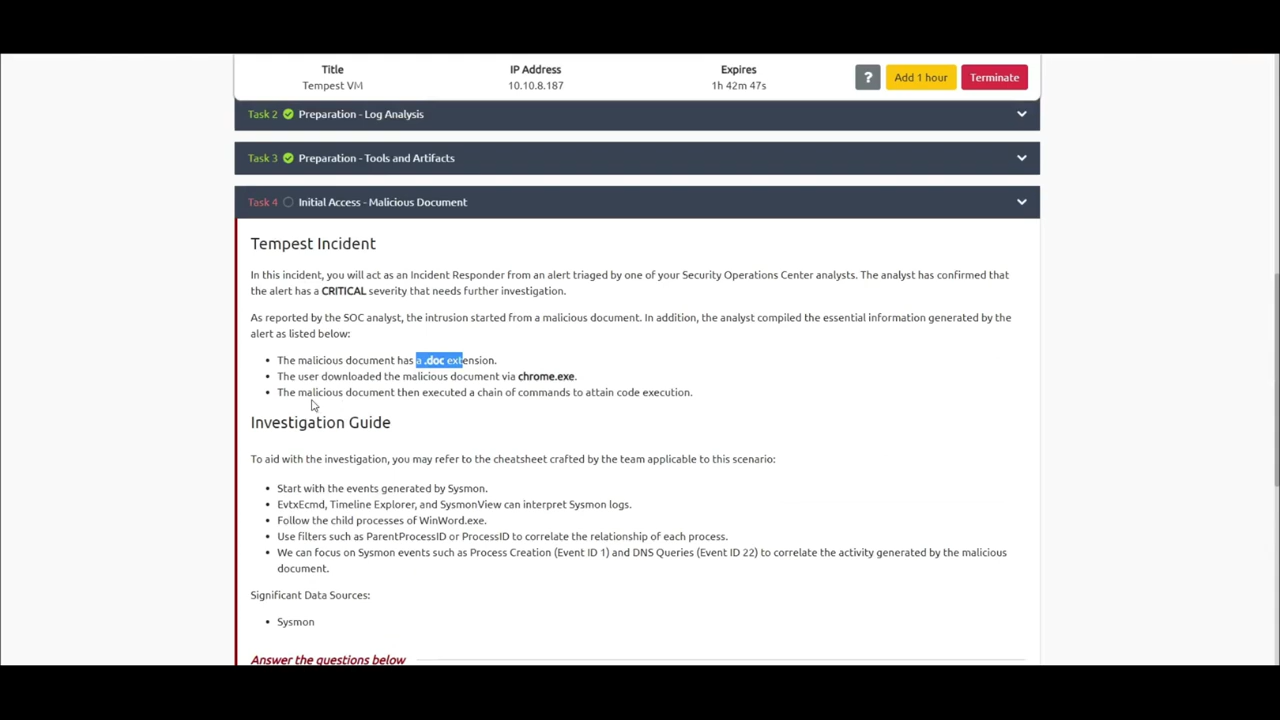 Title
IP Address
Expires
Tempest VM
10.10.8.187
1h 42m 47s
?
Add 1 hour
Terminate
Task 2 Preparation - Log Analysis
Task 3 Preparation - Tools and Artifacts
Task 4 Initial Access - Malicious Document
Tempest Incident
In this incident, you will act as an Incident Responder from an alert triaged by one of your Security Operations Center analysts. The analyst has confirmed that
the alert has a CRITICAL severity that needs further investigation.
As reported by the SOC analyst, the intrusion started from a malicious document. In addition, the analyst compiled the essential information generated by the
alert as listed below:
• The malicious document has a .doc extension.
• The user downloaded the malicious document via chrome.exe.
• The malicious document then executed a chain of commands to attain code execution.
Investigation Guide
To aid with the investigation, you may refer to the cheatsheet crafted by the team applicable to this scenario:
• Start with the events generated by Sysmon.
• EvtxEcmd, Timeline Explorer, and SysmonView can interpret Sysmon logs.
• Follow the child processes of WinWord.exe.
• Use filters such as ParentProcessID or ProcessID to correlate the relationship of each process.
• We can focus on Sysmon events such as Process Creation (Event ID 1) and DNS Queries (Event ID 22) to correlate the activity generated by the malicious
document.
Significant Data Sources:
• Sysmon
Answer the questions below